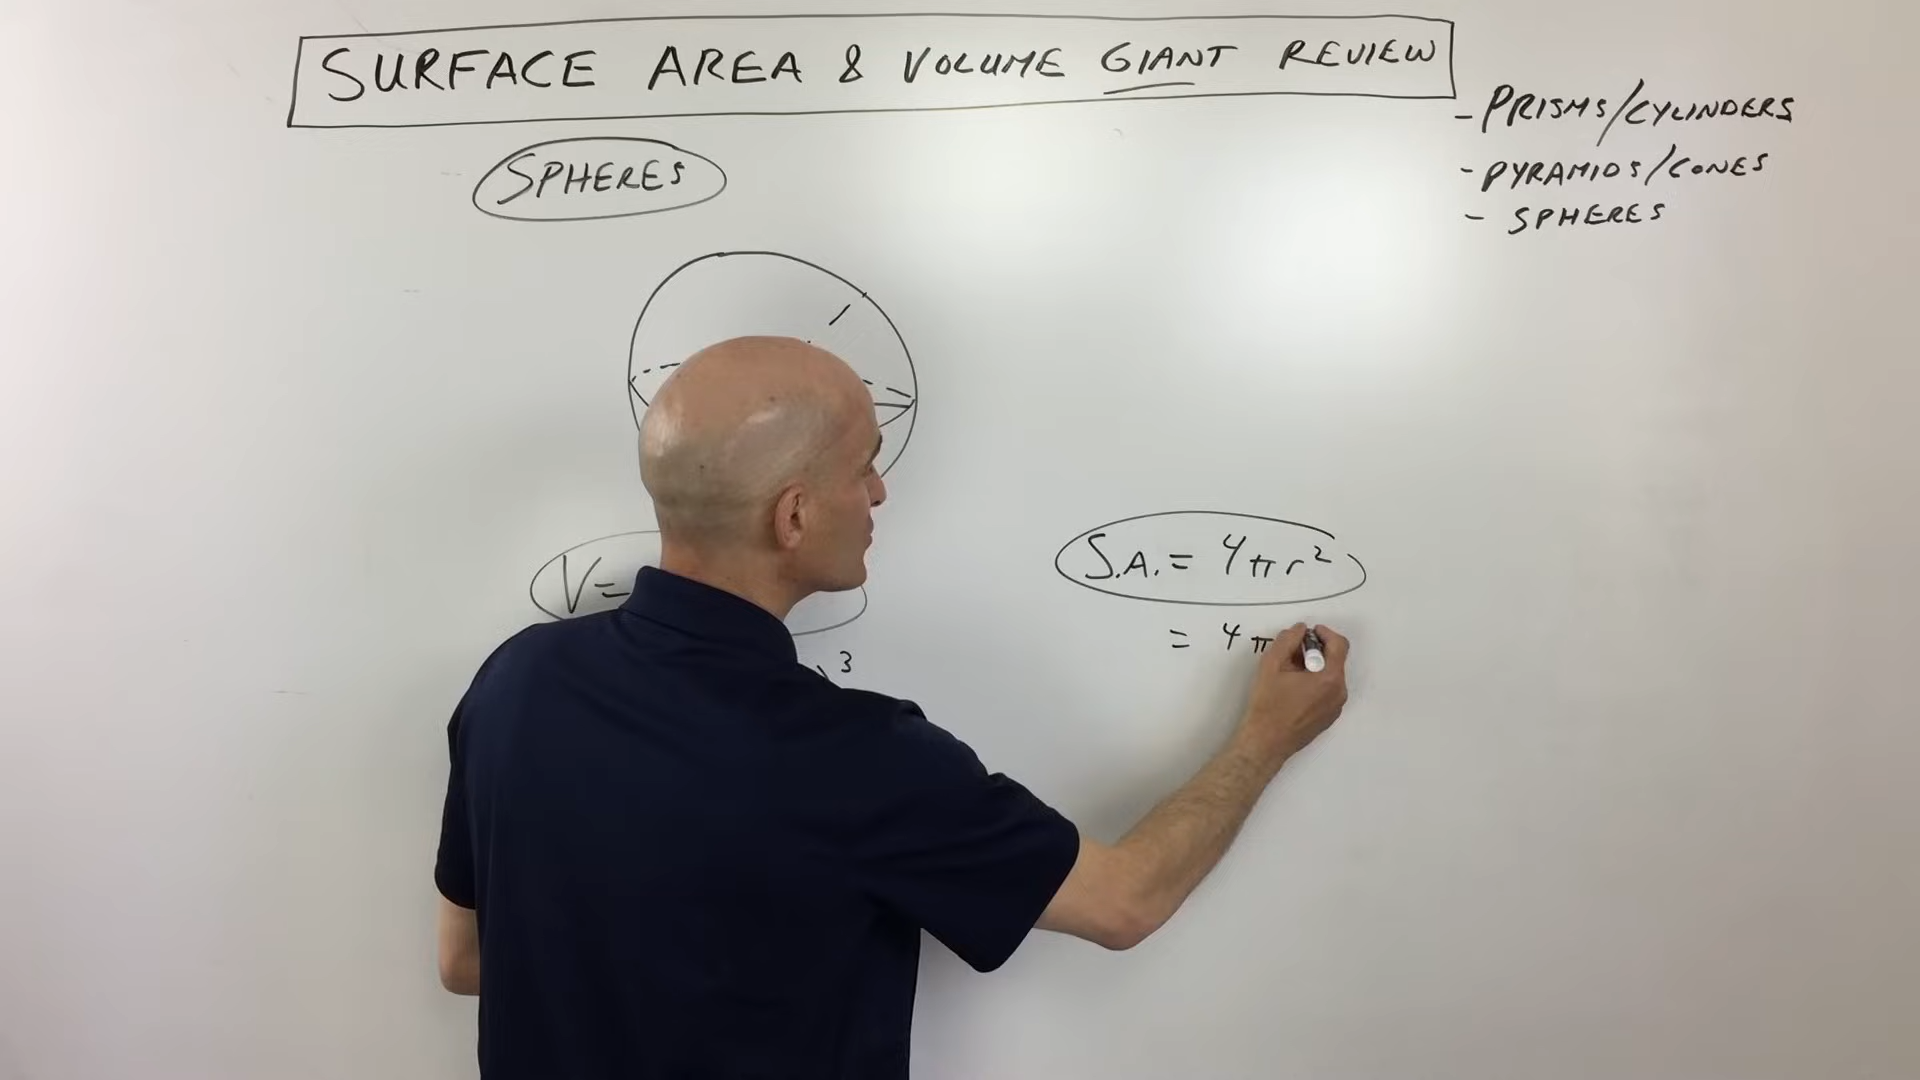 SURFACE AREA & VOLUME GIANT REVIEW
- PRISMS/CYLINDERS
- PYRAMIDS/CONES
- SPHERES
SPHERES
V=
S.A. = 4πr²
= 4π
3